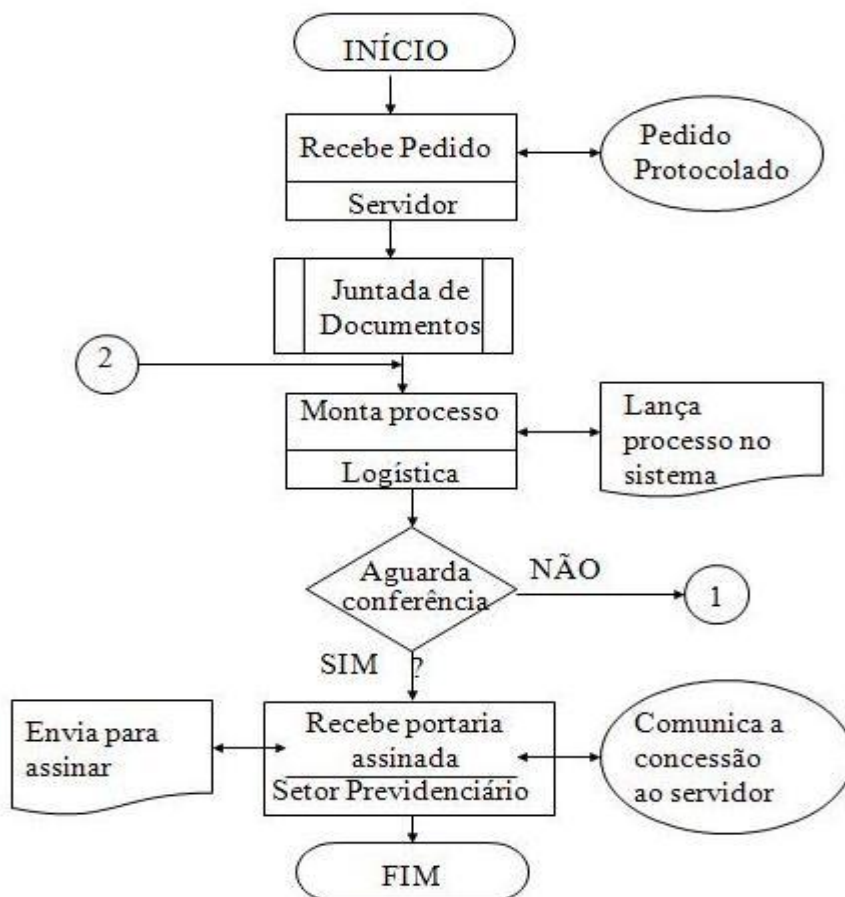 INÍCIO
Recebe Pedido
Servidor
Pedido
Protocolado
Juntada de
Documentos
2
Monta processo
Logística
Lança
processo no
sistema
Aguarda
conferência
?
NÃO
1
SIM
Envia para
assinar
Recebe portaria
assinada
Setor Previdenciário
Comunica a
concessão
ao servidor
FIM